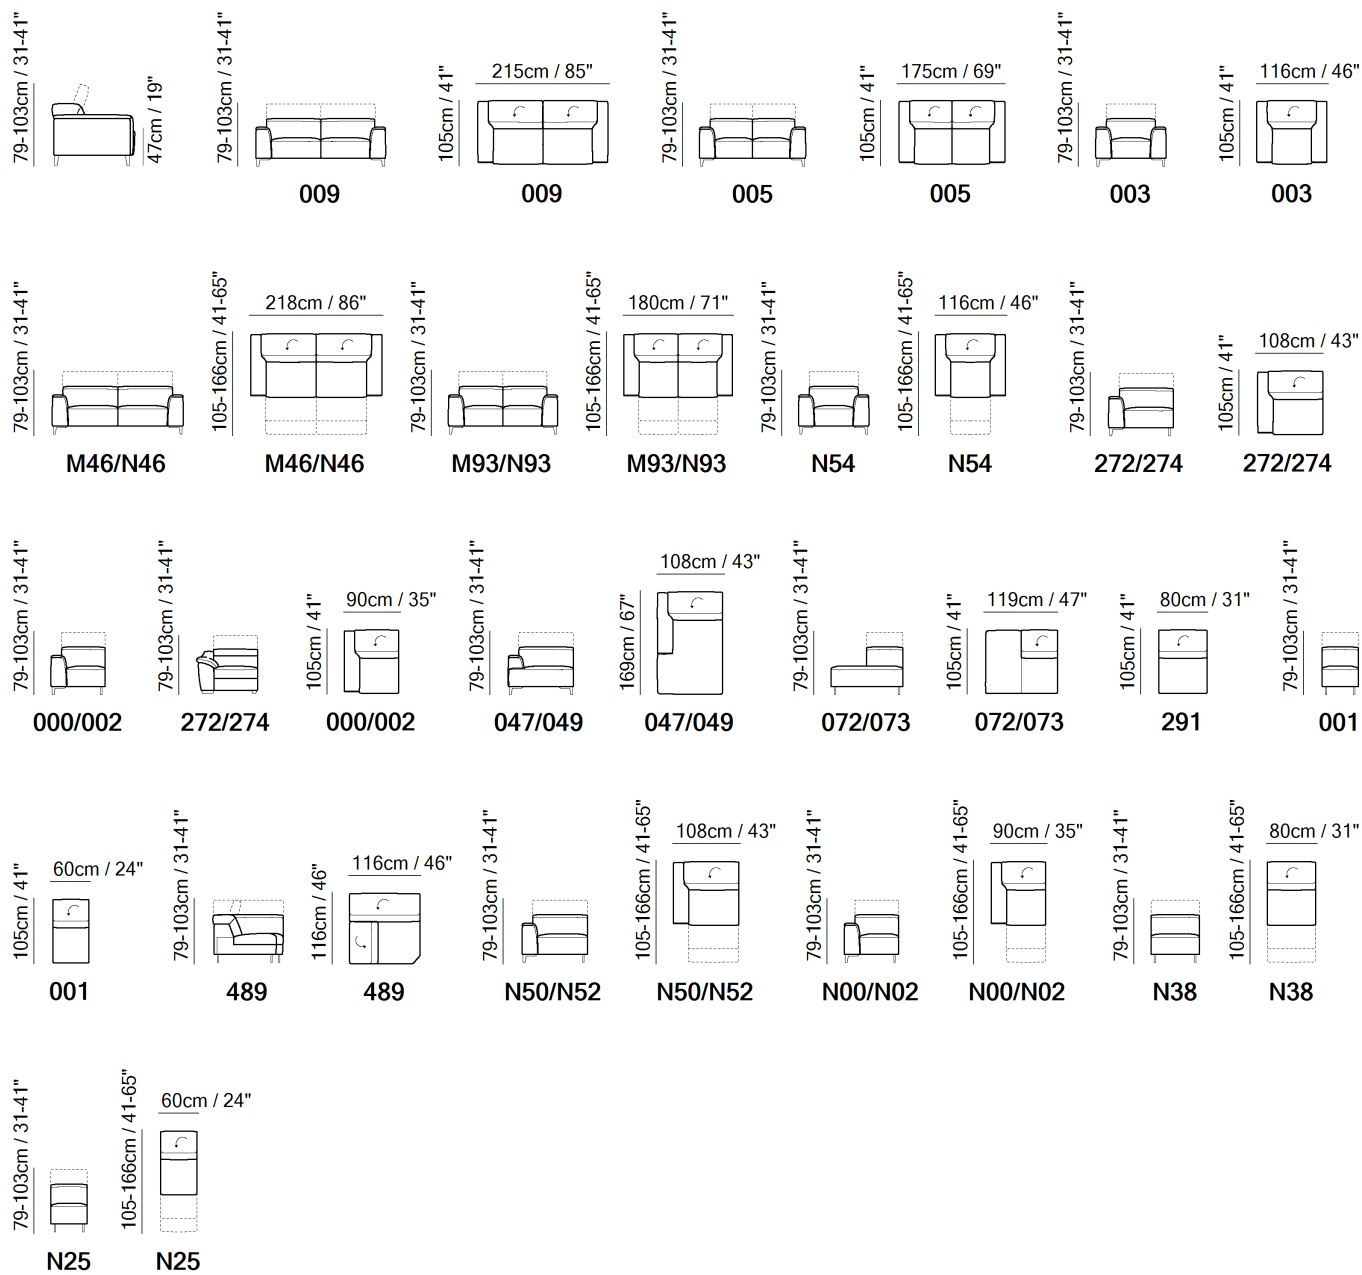 79-103cm / 31-41"
47cm / 19"
79-103cm / 31-41"
009
105cm / 41"
215cm / 85"
009
79-103cm / 31-41"
005
105cm / 41"
175cm / 69"
005
79-103cm / 31-41"
003
105cm / 41"
116cm / 46"
003
79-103cm / 31-41"
M46/N46
105-166cm / 41-65"
218cm / 86"
M46/N46
79-103cm / 31-41"
M93/N93
105-166cm / 41-65"
180cm / 71"
M93/N93
79-103cm / 31-41"
N54
105-166cm / 41-65"
116cm / 46"
N54
79-103cm / 31-41"
272/274
105cm / 41"
108cm / 43"
272/274
79-103cm / 31-41"
000/002
79-103cm / 31-41"
272/274
105cm / 41"
90cm / 35"
000/002
79-103cm / 31-41"
047/049
169cm / 67"
108cm / 43"
047/049
79-103cm / 31-41"
072/073
105cm / 41"
119cm / 47"
072/073
105cm / 41"
80cm / 31"
291
79-103cm / 31-41"
001
105cm / 41"
60cm / 24"
001
79-103cm / 31-41"
489
116cm / 46"
116cm / 46"
489
79-103cm / 31-41"
N50/N52
105-166cm / 41-65"
108cm / 43"
N50/N52
79-103cm / 31-41"
N00/N02
105-166cm / 41-65"
90cm / 35"
N00/N02
79-103cm / 31-41"
N38
105-166cm / 41-65"
80cm / 31"
N38
79-103cm / 31-41"
N25
105-166cm / 41-65"
60cm / 24"
N25